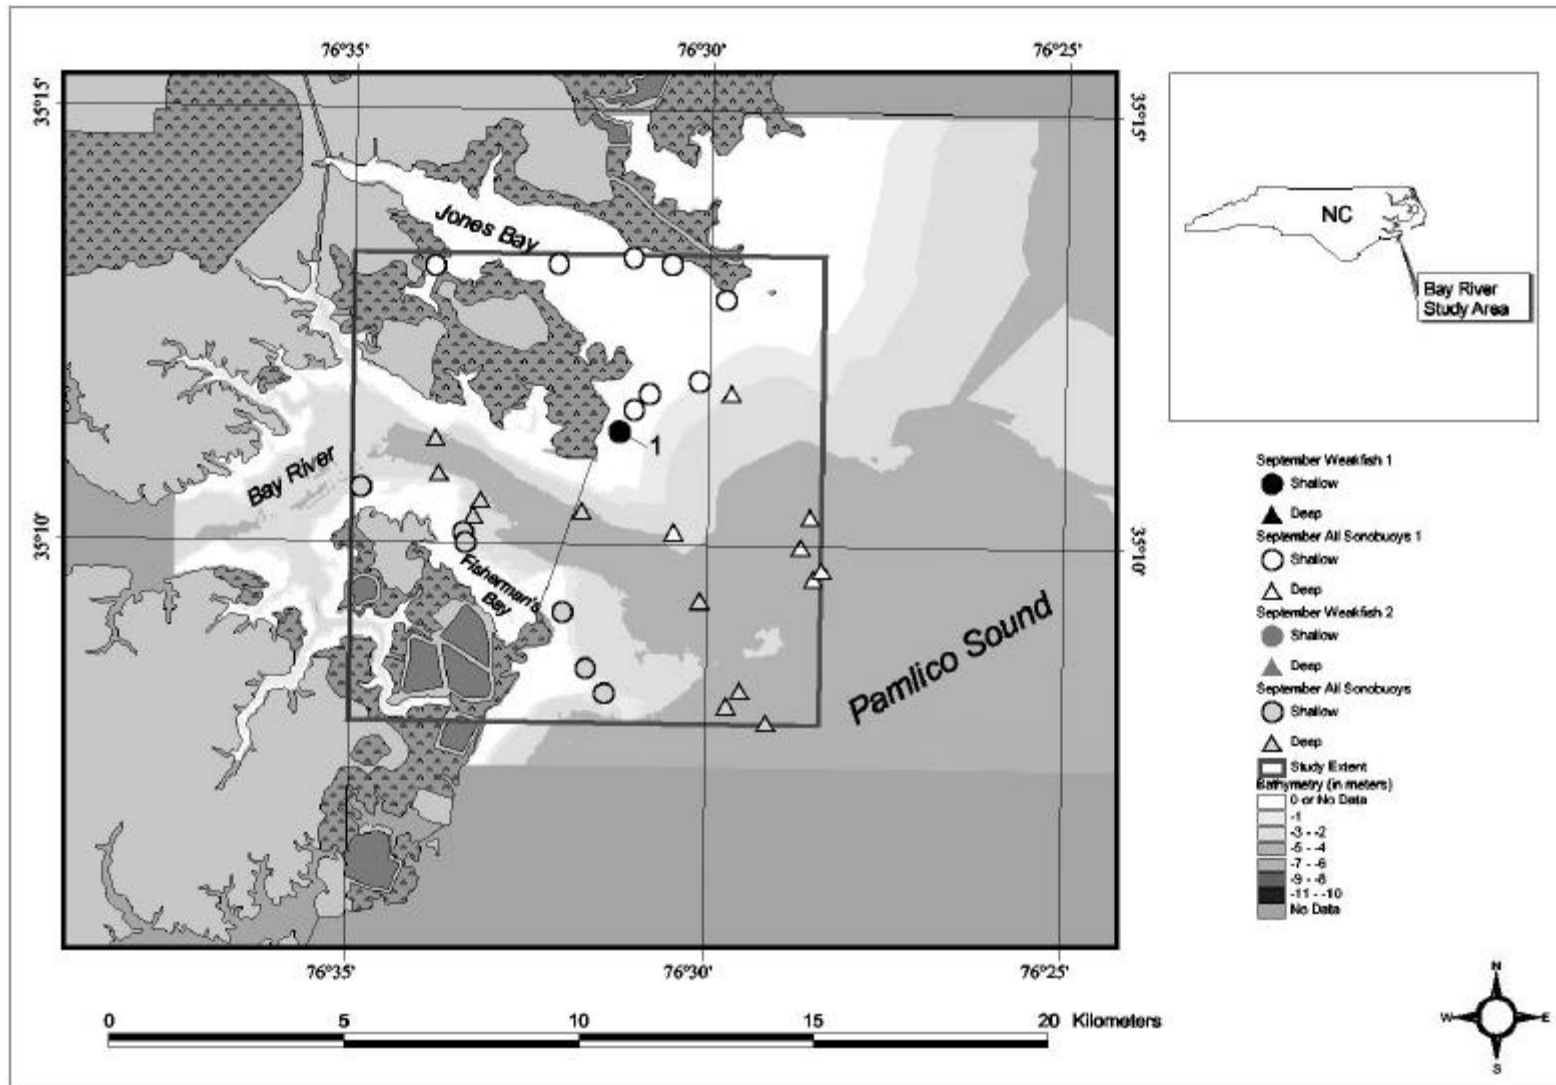 76°35'
76°30'
76°25'
35°15'
35°15'
Jones Bay
NC
Bay River
Study Area
1
Bay River
35°10'
35°10'
Fisherman's
Bay
Pamlico Sound
September Weakfish 1
Shallow
Deep
September All Sonobuoys 1
Shallow
Deep
September Weakfish 2
Shallow
Deep
September All Sonobuoys
Shallow
Deep
Study Extent
Bathymetry (in meters)
0 or No Data
-1
-3 - -2
-5 - -4
-7 - -6
-9 - -8
-11 - -10
No Data
76°35'
76°30'
76°25'
0 5 10 15 20 Kilometers
N
W E
S